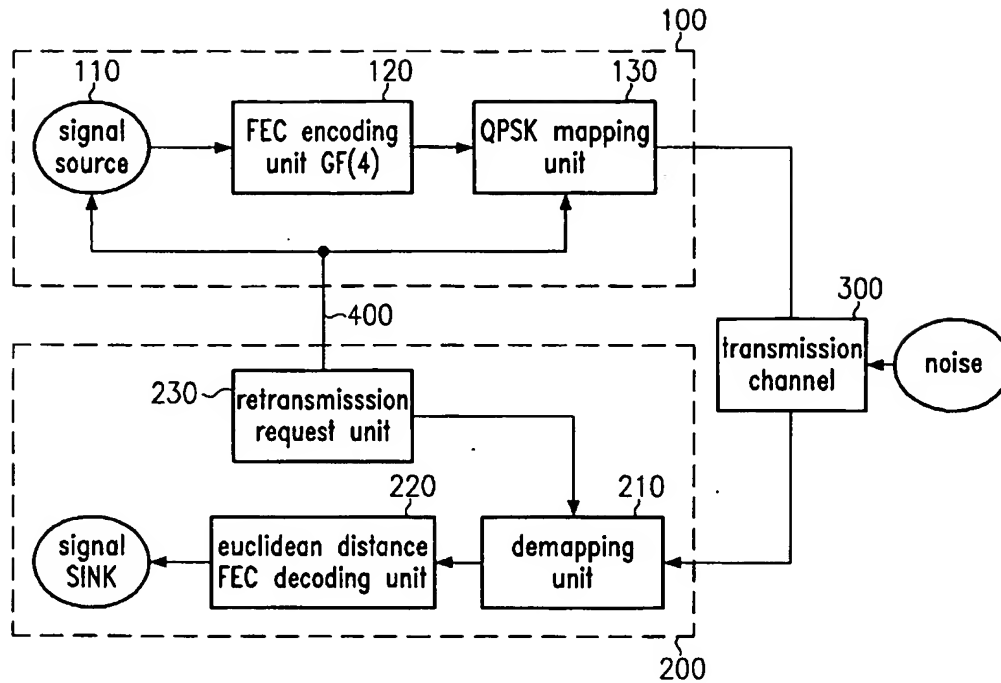 100
110
120
130
signal
source
FEC encoding
unit GF(4)
QPSK mapping
unit
400
300
transmission
channel
noise
230
retransmisssion
request unit
220
210
signal
SINK
euclidean distance
FEC decoding unit
demapping
unit
200